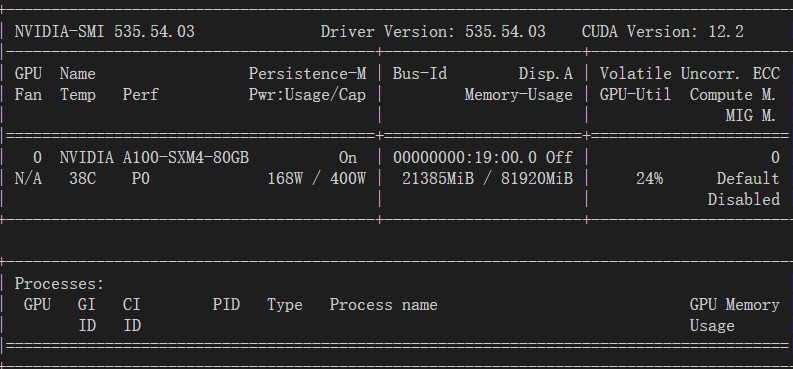 NVIDIA-SMI 535.54.03 Driver Version: 535.54.03 CUDA Version: 12.2
GPU Name Persistence-M | Bus-Id Disp.A | Volatile Uncorr. ECC
Fan Temp Perf Pwr:Usage/Cap | Memory-Usage | GPU-Util Compute M.
MIG M.
0 NVIDIA A100-SXM4-80GB On | 00000000:19:00.0 Off | 0
N/A 38C P0 168W / 400W | 21385MiB / 81920MiB | 24% Default
Disabled
Processes:
GPU GI CI PID Type Process name GPU Memory
ID ID Usage